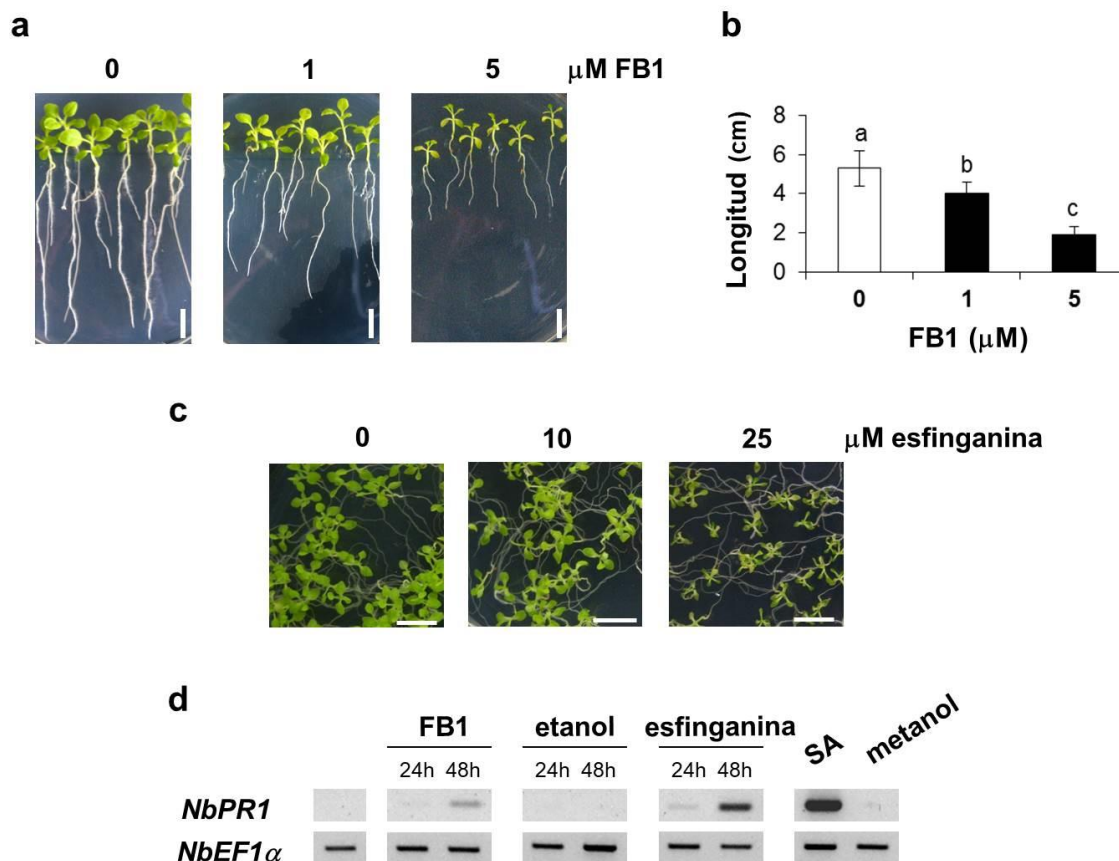 a
0 1 5 μM FB1
b
Longitud (cm)
8
6
4
2
0
a
b
c
0 1 5
FB1 (μM)
c
0 10 25 μM esfinganina
d
FB1 etanol esfinganina SA metanol
24h 48h 24h 48h 24h 48h
NbPR1
NbEF1α